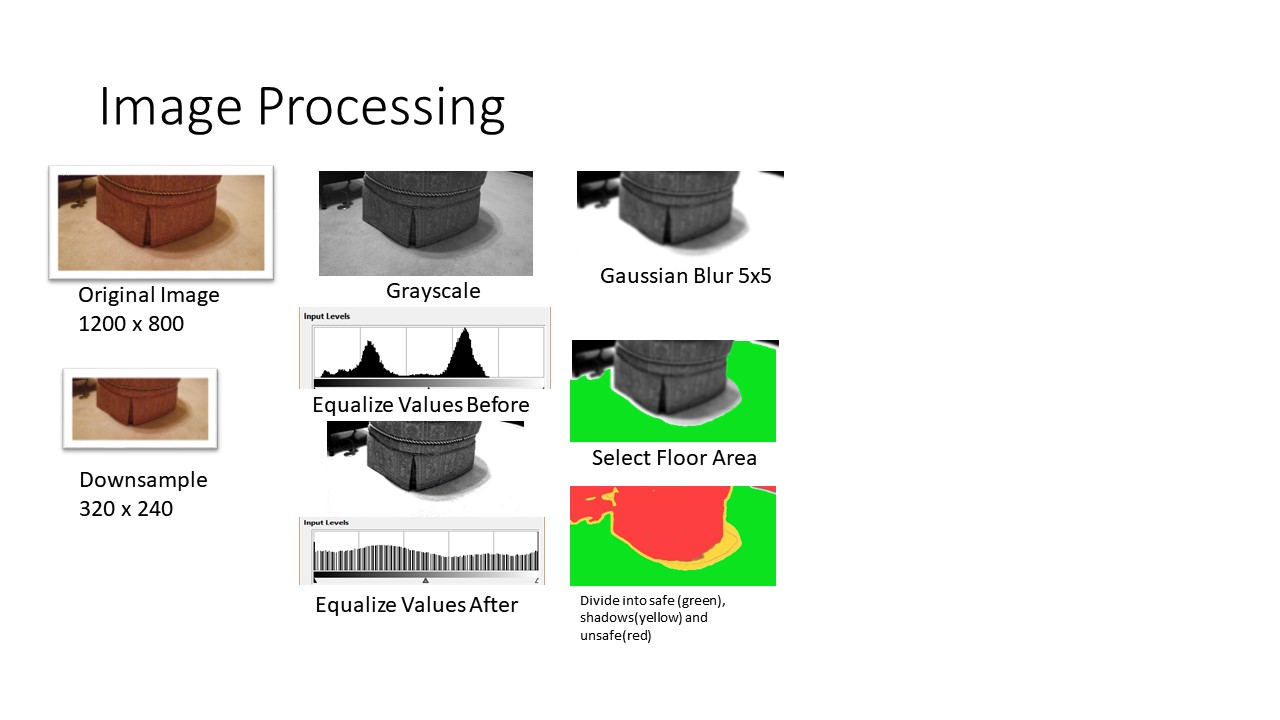 Image Processing
Original Image
1200 x 800
Downsample
320 x 240
Grayscale
Input Levels
Equalize Values Before
Input Levels
Equalize Values After
Gaussian Blur 5x5
Select Floor Area
Divide into safe (green),
shadows(yellow) and
unsafe(red)